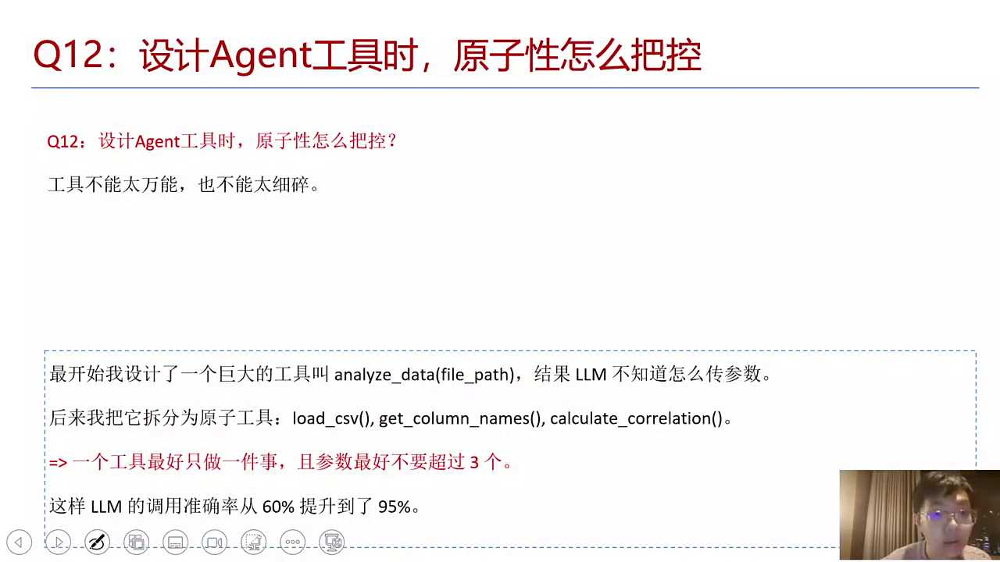 Q12：设计Agent工具时，原子性怎么把控
Q12：设计Agent工具时，原子性怎么把控？
工具不能太万能，也不能太细碎。
最开始我设计了一个巨大的工具叫 analyze_data(file_path)，结果 LLM 不知道怎么传参数。
后来我把它拆分为原子工具：load_csv(), get_column_names(), calculate_correlation()。
=> 一个工具最好只做一件事，且参数最好不要超过 3 个。
这样 LLM 的调用准确率从 60% 提升到了 95%。